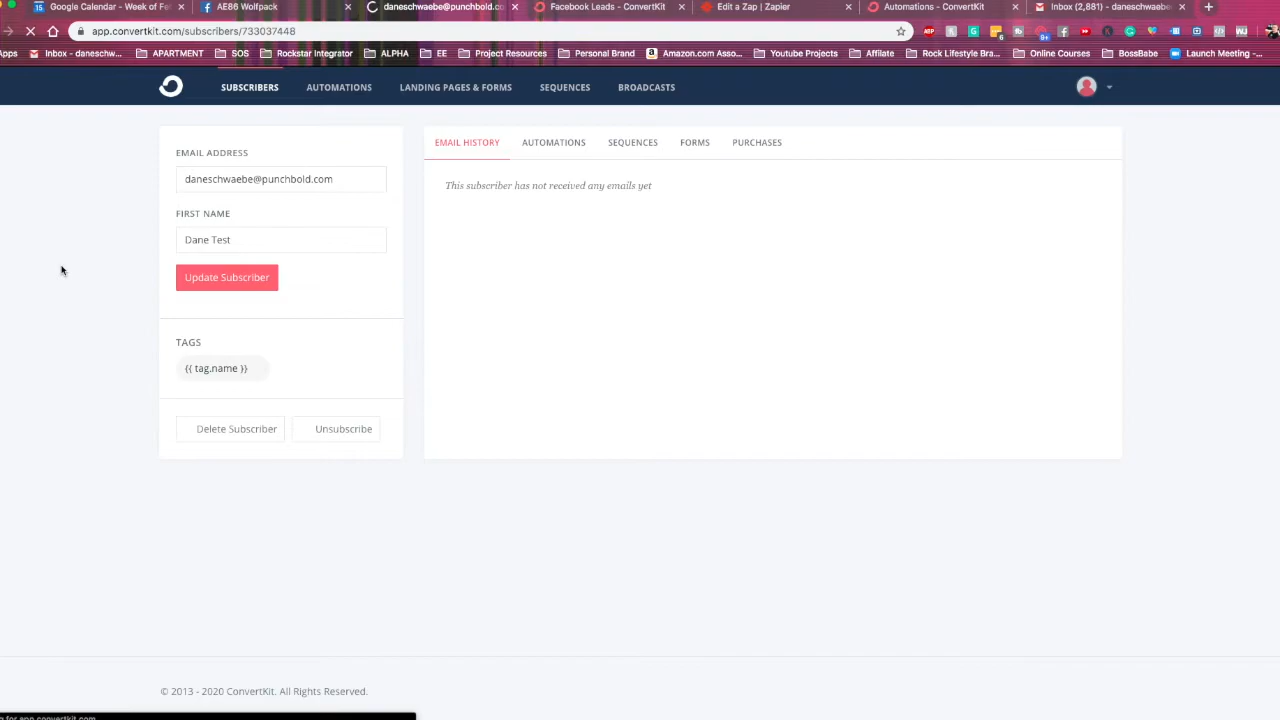 Google Calendar - Week of Fe
AE86 Wolfpack
daneschwaebe@punchbold.co
Facebook Leads - ConvertKit
Edit a Zap | Zapier
Automations - ConvertKit
Inbox (2,881) - daneschwaebe
app.convertkit.com/subscribers/733037448
Apps
Inbox - daneschw...
APARTMENT
SOS
Rockstar Integrator
ALPHA
EE
Project Resources
Personal Brand
Amazon.com Asso...
Youtube Projects
Affilate
Rock Lifestyle Bra...
Online Courses
BossBabe
Launch Meeting -...
SUBSCRIBERS
AUTOMATIONS
LANDING PAGES & FORMS
SEQUENCES
BROADCASTS
EMAIL ADDRESS
daneschwaebe@punchbold.com
FIRST NAME
Dane Test
Update Subscriber
TAGS
{{ tag.name }}
Delete Subscriber
Unsubscribe
EMAIL HISTORY
AUTOMATIONS
SEQUENCES
FORMS
PURCHASES
This subscriber has not received any emails yet
© 2013 - 2020 ConvertKit. All Rights Reserved.
for app.convertkit.com